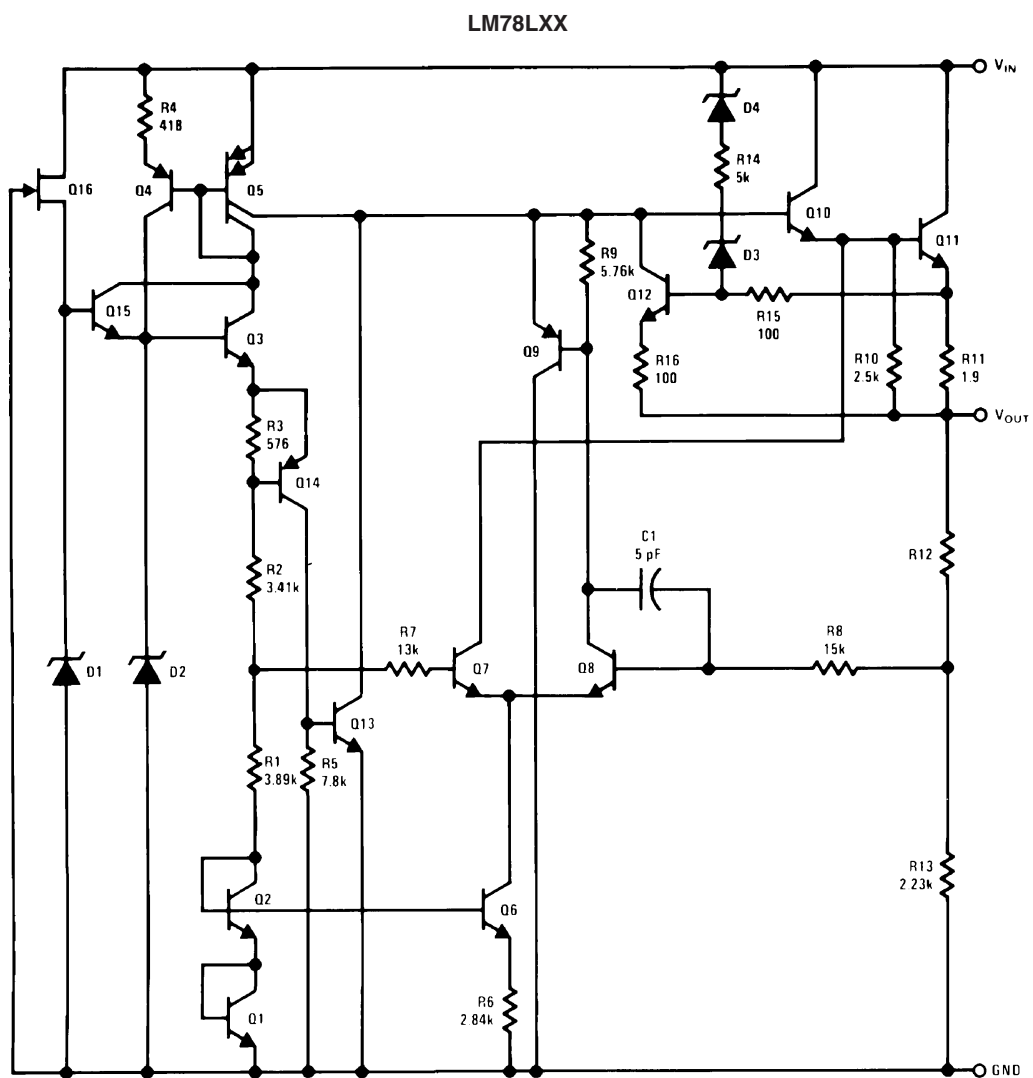 LM78LXX
V_IN
R4
418
D4
R14
5k
Q16
Q4
Q5
Q10
Q11
R9
5.76k
D3
Q15
Q3
Q12
R15
100
Q9
R16
100
R10
2.5k
R11
1.9
V_OUT
R3
576
Q14
C1
5 pF
R12
R2
3.41k
R7
13k
R8
15k
D1
D2
Q7
Q8
Q13
R1
3.89k
R5
7.8k
R13
2.23k
Q2
Q6
R6
2.84k
Q1
GND